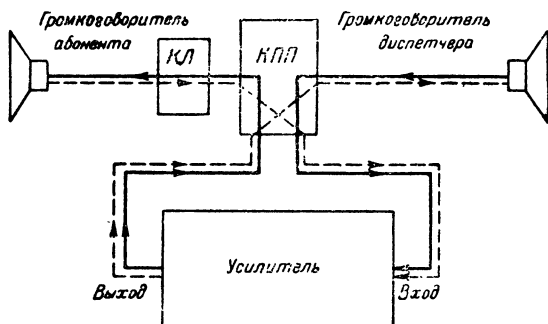 Громкоговоритель
абонента
КЛ
КПП
Громкоговоритель
диспетчера
Усилитель
Выход
Вход